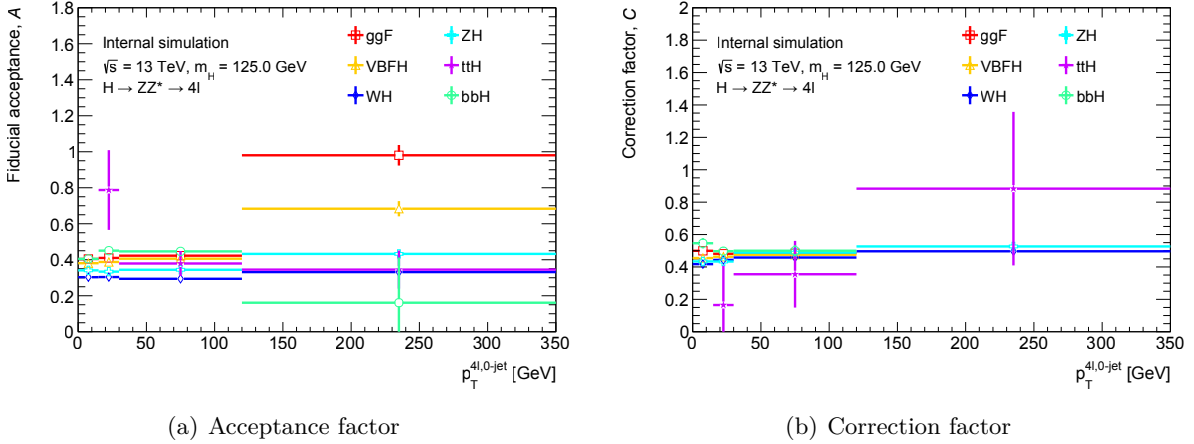 Fiducial acceptance, A
1.8
1.6
1.4
1.2
1
0.8
0.6
0.4
0.2
0
Internal simulation
√s = 13 TeV, m_H = 125.0 GeV
H → ZZ* → 4l
ggF
VBFH
WH
ZH
ttH
bbH
0 50 100 150 200 250 300 350
p_T^{4l,0-jet} [GeV]
(a) Acceptance factor
Correction factor, C
2
1.8
1.6
1.4
1.2
1
0.8
0.6
0.4
0.2
0
Internal simulation
√s = 13 TeV, m_H = 125.0 GeV
H → ZZ* → 4l
ggF
VBFH
WH
ZH
ttH
bbH
0 50 100 150 200 250 300 350
p_T^{4l,0-jet} [GeV]
(b) Correction factor